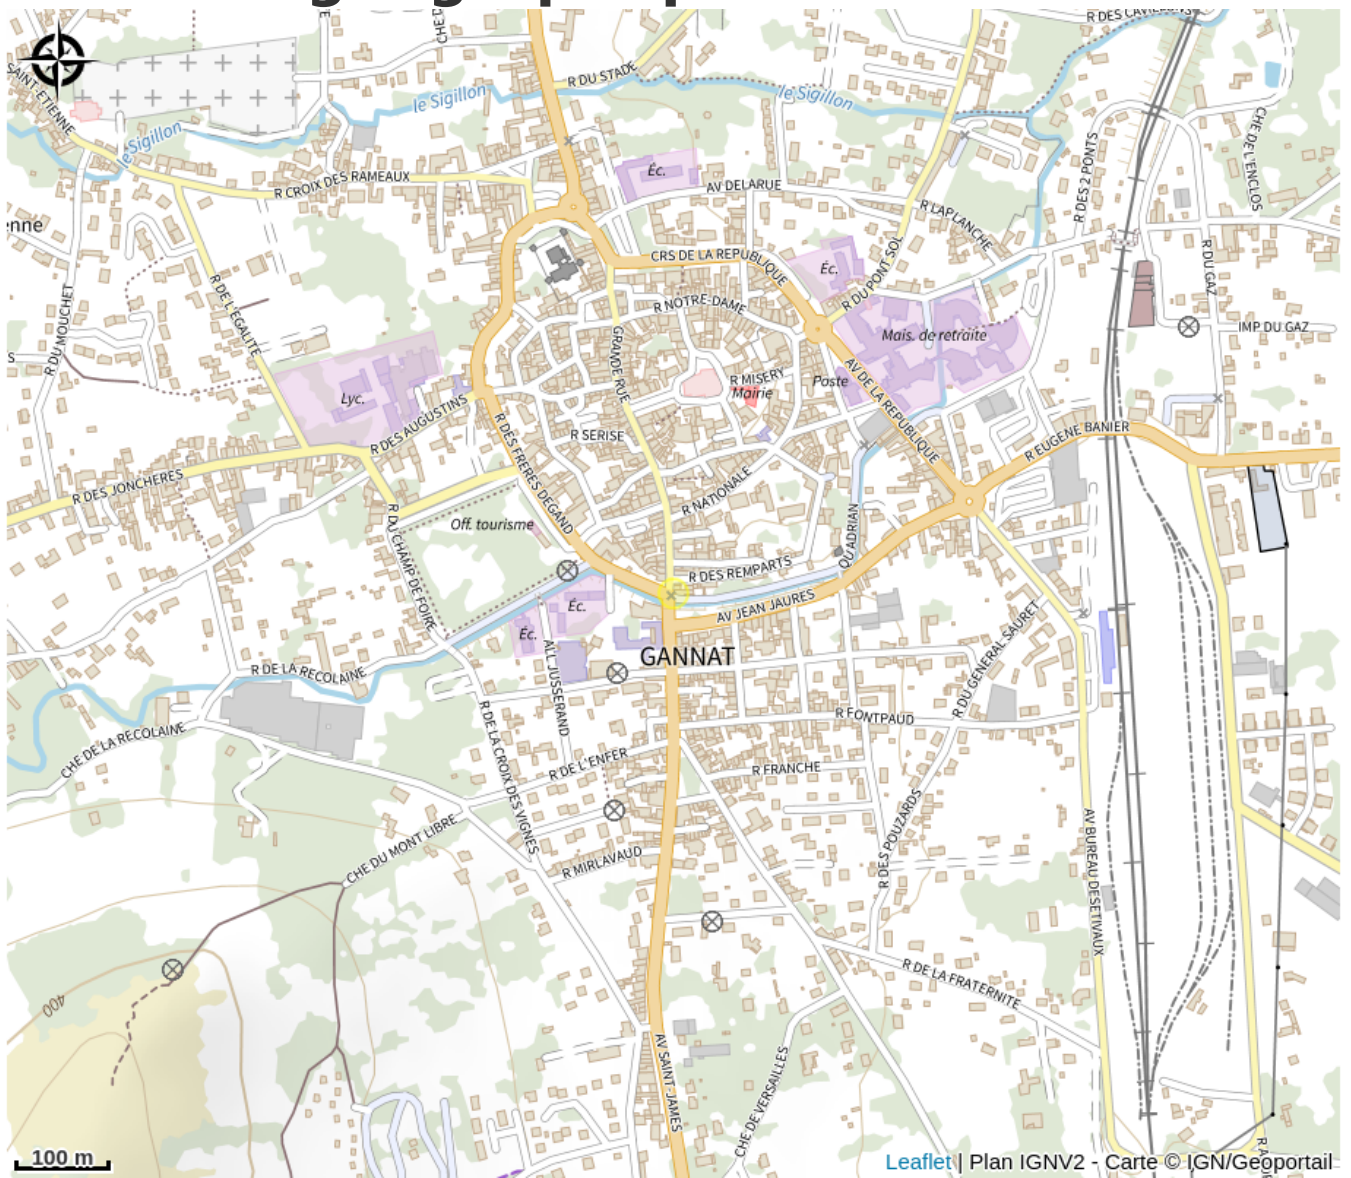 R DES CAVILLONS
CHE
R DU STADE
SAINT-ETIENNE
le Sigillon
le Sigillon
le Sigillon
CHE DE L'ENCLOS
R DES 2 PONTS
Éc.
R CROIX DES RAMEAUX
AV DELARUE
R LAPLANCHE
enne
CRS DE LA REPUBLIQUE
Éc.
R DU PONT SOL
R DU GAZ
R DU MOUCHET
R DE L'EGALITE
R NOTRE-DAME
Mais. de retraite
IMP DU GAZ
S
GRANDE RUE
R MISERY
Mairie
Poste
AV DE LA REPUBLIQUE
Lyc.
R DES AUGUSTINS
R DES FRERES DEGAND
R SERISE
R EUGENE BANIER
R DES JONCHERES
R NATIONALE
Off. tourisme
R DU CHAMP DE FOIRE
QU ADRIAN
R DES REMPARTS
AV JEAN JAURES
Éc.
Éc.
GANNAT
ALL JUSSERAND
R DU GENERAL SAURET
R DE LA RECOLAINE
R DE LA CROIX DES VIGNES
R FONTPAUD
CHE DE LA RECOLAINE
R DE L'ENFER
R FRANCHE
R DES POUZARDS
AV BUREAU DESETIVAUX
CHE DU MONT LIBRE
R MIRLAVAUD
R DE LA FRATERNITE
400
AV SAINT-JAMES
CHE DE VERSAILLES
100 m
Leaflet | Plan IGNV2 - Carte © IGN/Geoportail